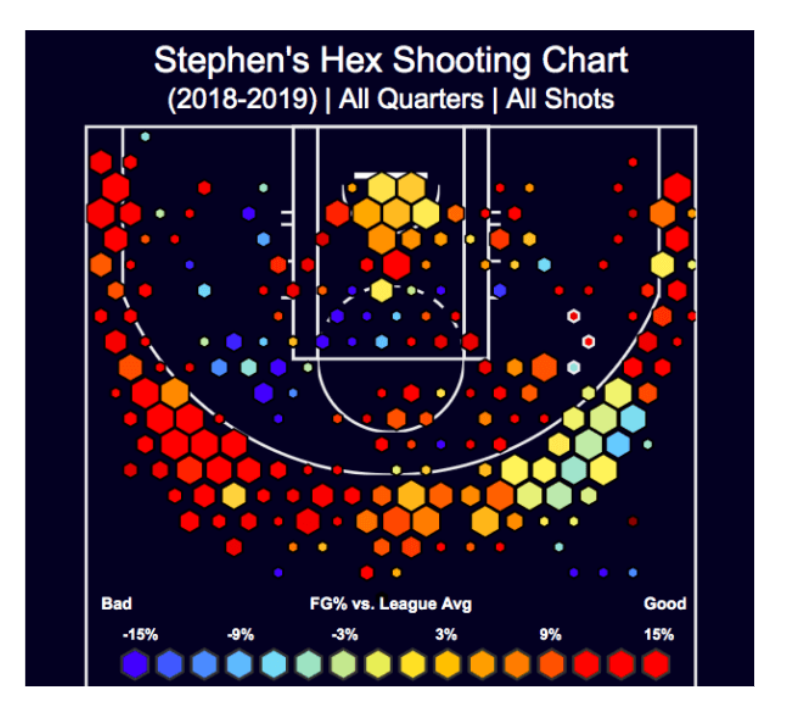 Stephen's Hex Shooting Chart
(2018-2019) | All Quarters | All Shots
Bad FG% vs. League Avg Good
-15% -9% -3% 3% 9% 15%